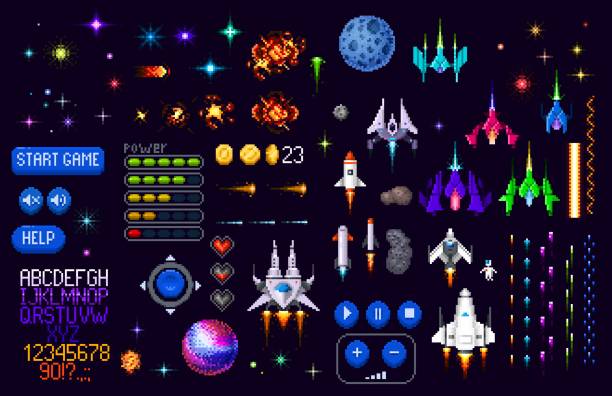 POWER
START GAME
23
HELP
ABCDEFGH
IJKLMNOP
QRSTUVW
XYZ
12345678
90!?.,:;